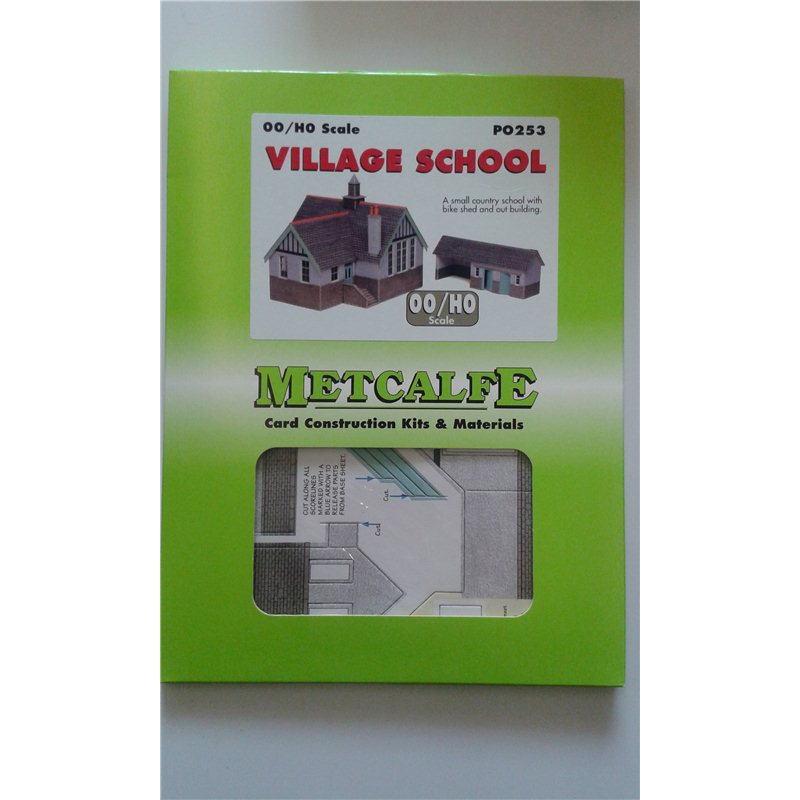 OO/HO Scale PO253
VILLAGE SCHOOL
A small country school with
bike shed and out building.
OO/HO
Scale
METCALFE
Card Construction Kits & Materials
CUT ALONG ALL
SCORELINES
MARKED WITH A
BLUE ARROW TO
RELEASE PARTS
FROM BASE SHEET.
Cut.
Cut.